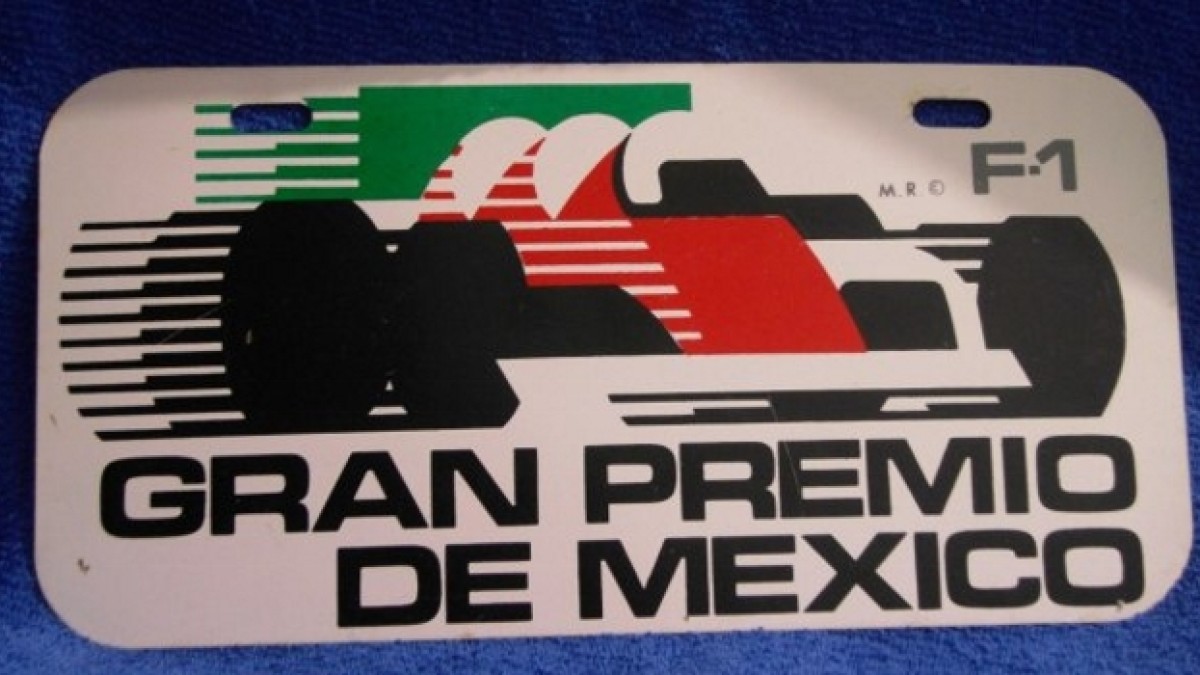 F-1
M.R ©
GRAN PREMIO
DE MEXICO